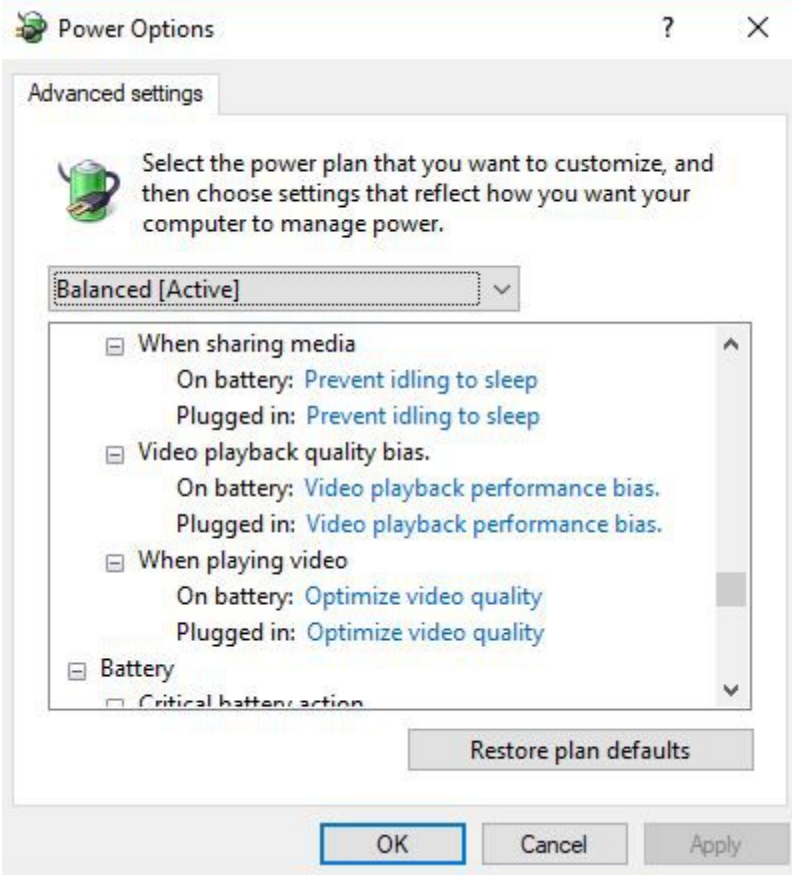 Power Options
?
Advanced settings
Select the power plan that you want to customize, and
then choose settings that reflect how you want your
computer to manage power.
Balanced [Active]
When sharing media
On battery: Prevent idling to sleep
Plugged in: Prevent idling to sleep
Video playback quality bias.
On battery: Video playback performance bias.
Plugged in: Video playback performance bias.
When playing video
On battery: Optimize video quality
Plugged in: Optimize video quality
Battery
Critical battery action
Restore plan defaults
OK
Cancel
Apply